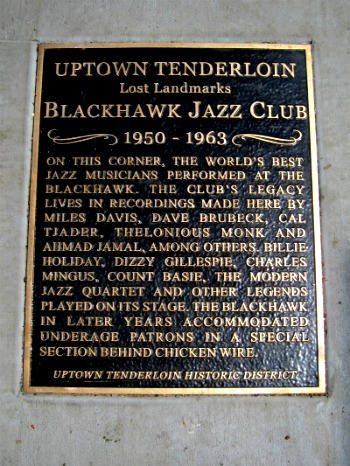 UPTOWN TENDERLOIN
Lost Landmarks
BLACKHAWK JAZZ CLUB
1950 - 1963
ON THIS CORNER, THE WORLD'S BEST
JAZZ MUSICIANS PERFORMED AT THE
BLACKHAWK. THE CLUB'S LEGACY
LIVES IN RECORDINGS MADE HERE BY
MILES DAVIS, DAVE BRUBECK, CAL
TJADER, THELONIOUS MONK AND
AHMAD JAMAL, AMONG OTHERS. BILLIE
HOLIDAY, DIZZY GILLESPIE, CHARLES
MINGUS, COUNT BASIE, THE MODERN
JAZZ QUARTET AND OTHER LEGENDS
PLAYED ON ITS STAGE. THE BLACKHAWK
IN LATER YEARS ACCOMMODATED
UNDERAGE PATRONS IN A SPECIAL
SECTION BEHIND CHICKEN WIRE.
UPTOWN TENDERLOIN HISTORIC DISTRICT